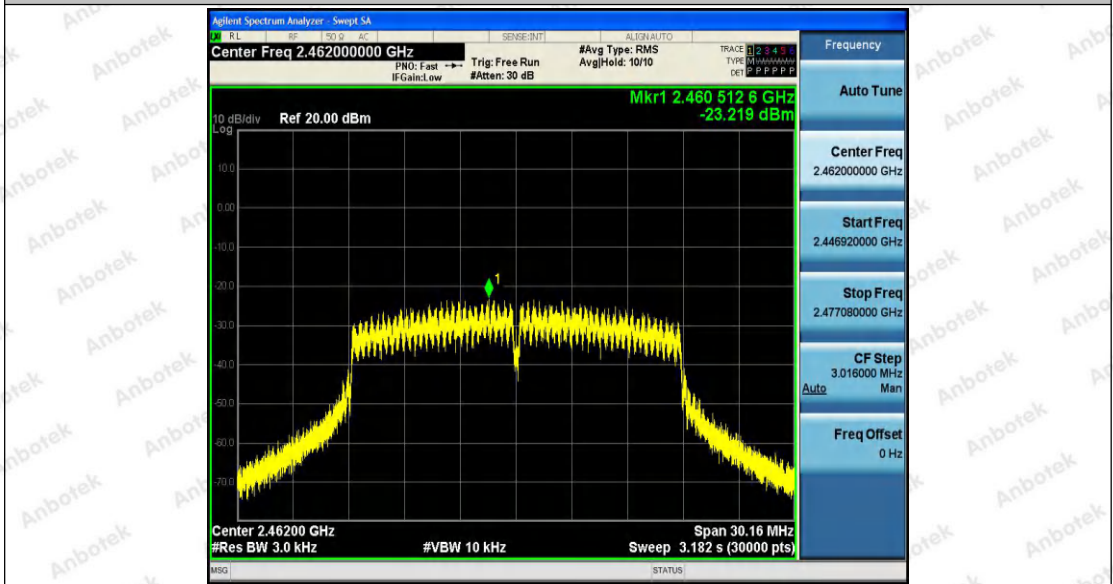 Agilent Spectrum Analyzer - Swept SA
RL RF 50 Ω AC SENSE:INT ALIGNAUTO
Center Freq 2.462000000 GHz
PNO: Fast
IFGain:Low
Trig: Free Run
#Atten: 30 dB
#Avg Type: RMS
Avg|Hold: 10/10
TRACE 1 2 3 4 5 6
TYPE M
DET P P P P P P
Mkr1 2.460 512 6 GHz
-23.219 dBm
10 dB/div Ref 20.00 dBm
Log
10.0
0.00
-10.0
-20.0
-30.0
-40.0
-50.0
-60.0
-70.0
1
Center 2.46200 GHz
Span 30.16 MHz
#Res BW 3.0 kHz
#VBW 10 kHz
Sweep 3.182 s (30000 pts)
MSG
STATUS
Frequency
Auto Tune
Center Freq
2.462000000 GHz
Start Freq
2.446920000 GHz
Stop Freq
2.477080000 GHz
CF Step
3.016000 MHz
Auto Man
Freq Offset
0 Hz
Anbotek